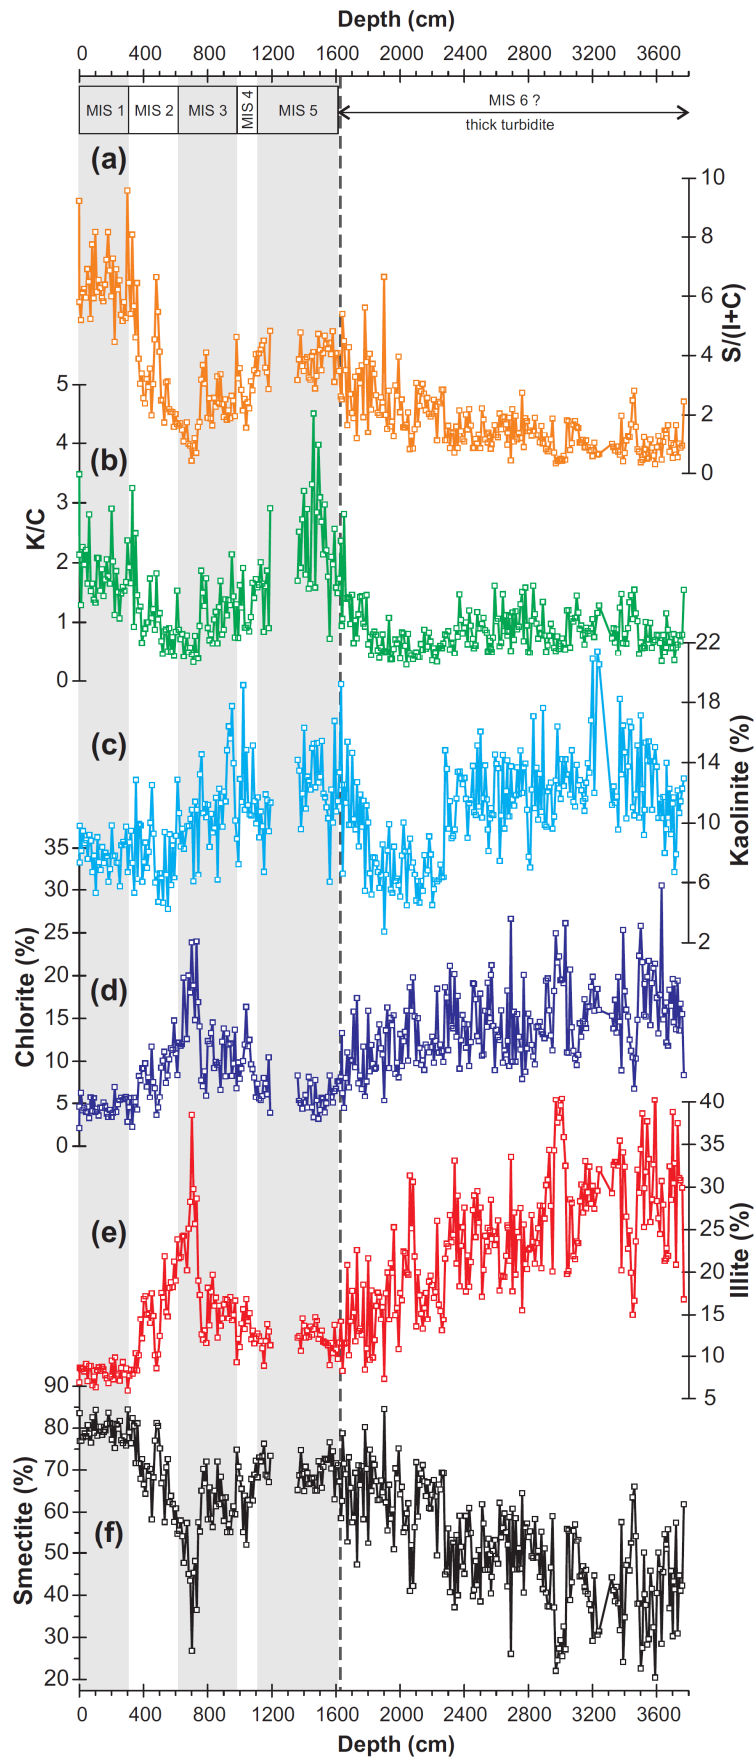 Depth (cm)
0 400 800 1200 1600 2000 2400 2800 3200 3600
MIS 1 MIS 2 MIS 3 MIS 4 MIS 5 MIS 6 ?
thick turbidite
(a)
10
8
6
4
2
0
S/(I+C)
(b)
5
4
3
2
1
0
K/C
(c)
22
18
14
10
6
2
Kaolinite (%)
(d)
35
30
25
20
15
10
5
0
Chlorite (%)
(e)
40
35
30
25
20
15
10
5
Illite (%)
(f)
90
80
70
60
50
40
30
20
Smectite (%)
0 400 800 1200 1600 2000 2400 2800 3200 3600
Depth (cm)